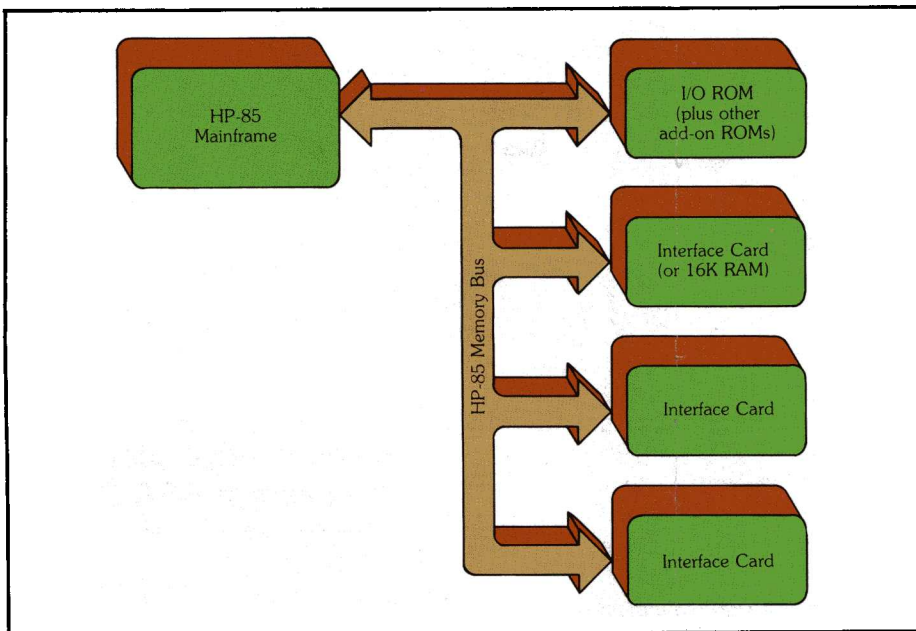 HP-85
Mainframe
I/O ROM
(plus other
add-on ROMs)
Interface Card
(or 16K RAM)
HP-85 Memory Bus
Interface Card
Interface Card